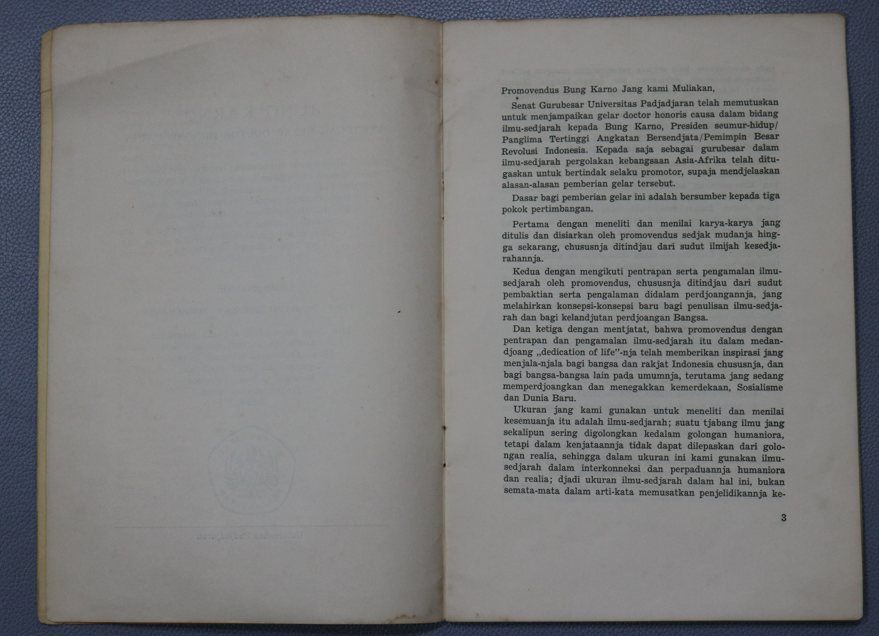 Promovendus Bung Karno Jang kami Muliakan,
Senat Gurubesar Universitas Padjadjaran telah memutuskan
untuk menjampaikan gelar doctor honoris causa dalam bidang
ilmu-sedjarah kepada Bung Karno, Presiden seumur-hidup/
Panglima Tertinggi Angkatan Bersendjata/Pemimpin Besar
Revolusi Indonesia. Kepada saja sebagai gurubesar dalam
ilmu-sedjarah pergolakan kebangsaan Asia-Afrika telah ditu-
gaskan untuk bertindak selaku promotor, supaja mendjelaskan
alasan-alasan pemberian gelar tersebut.
Dasar bagi pemberian gelar ini adalah bersumber kepada tiga
pokok pertimbangan.
Pertama dengan meneliti dan menilai karya-karya jang
ditulis dan disiarkan oleh promovendus sedjak mudanja hing-
ga sekarang, chususnja ditindjau dari sudut ilmijah kesedja-
rahannja.
Kedua dengan mengikuti pentrapan serta pengamalan ilmu-
sedjarah oleh promovendus, chususnja ditindjau dari sudut
pembaktian serta pengalaman didalam perdjoangannja, jang
melahirkan konsepsi-konsepsi baru bagi penulisan ilmu-sedja-
rah dan bagi kelandjutan perdjoangan Bangsa.
Dan ketiga dengan mentjatat, bahwa promovendus dengan
pentrapan dan pengamalan ilmu-sedjarah itu dalam medan-
djoang „dedication of life”-nja telah memberikan inspirasi jang
menjala-njala bagi bangsa dan rakjat Indonesia chususnja, dan
bagi bangsa-bangsa lain pada umumnja, terutama jang sedang
memperdjoangkan dan menegakkan kemerdekaan, Sosialisme
dan Dunia Baru.
Ukuran jang kami gunakan untuk meneliti dan menilai
kesemuanja itu adalah ilmu-sedjarah; suatu tjabang ilmu jang
sekalipun sering digolongkan kedalam golongan humaniora,
tetapi dalam kenjataannja tidak dapat dilepaskan dari golo-
ngan realia, sehingga dalam ukuran ini kami gunakan ilmu-
sedjarah dalam interkonneksi dan perpaduannja humaniora
dan realia; djadi ukuran ilmu-sedjarah dalam hal ini, bukan
semata-mata dalam arti-kata memusatkan penjelidikannja ke-
3